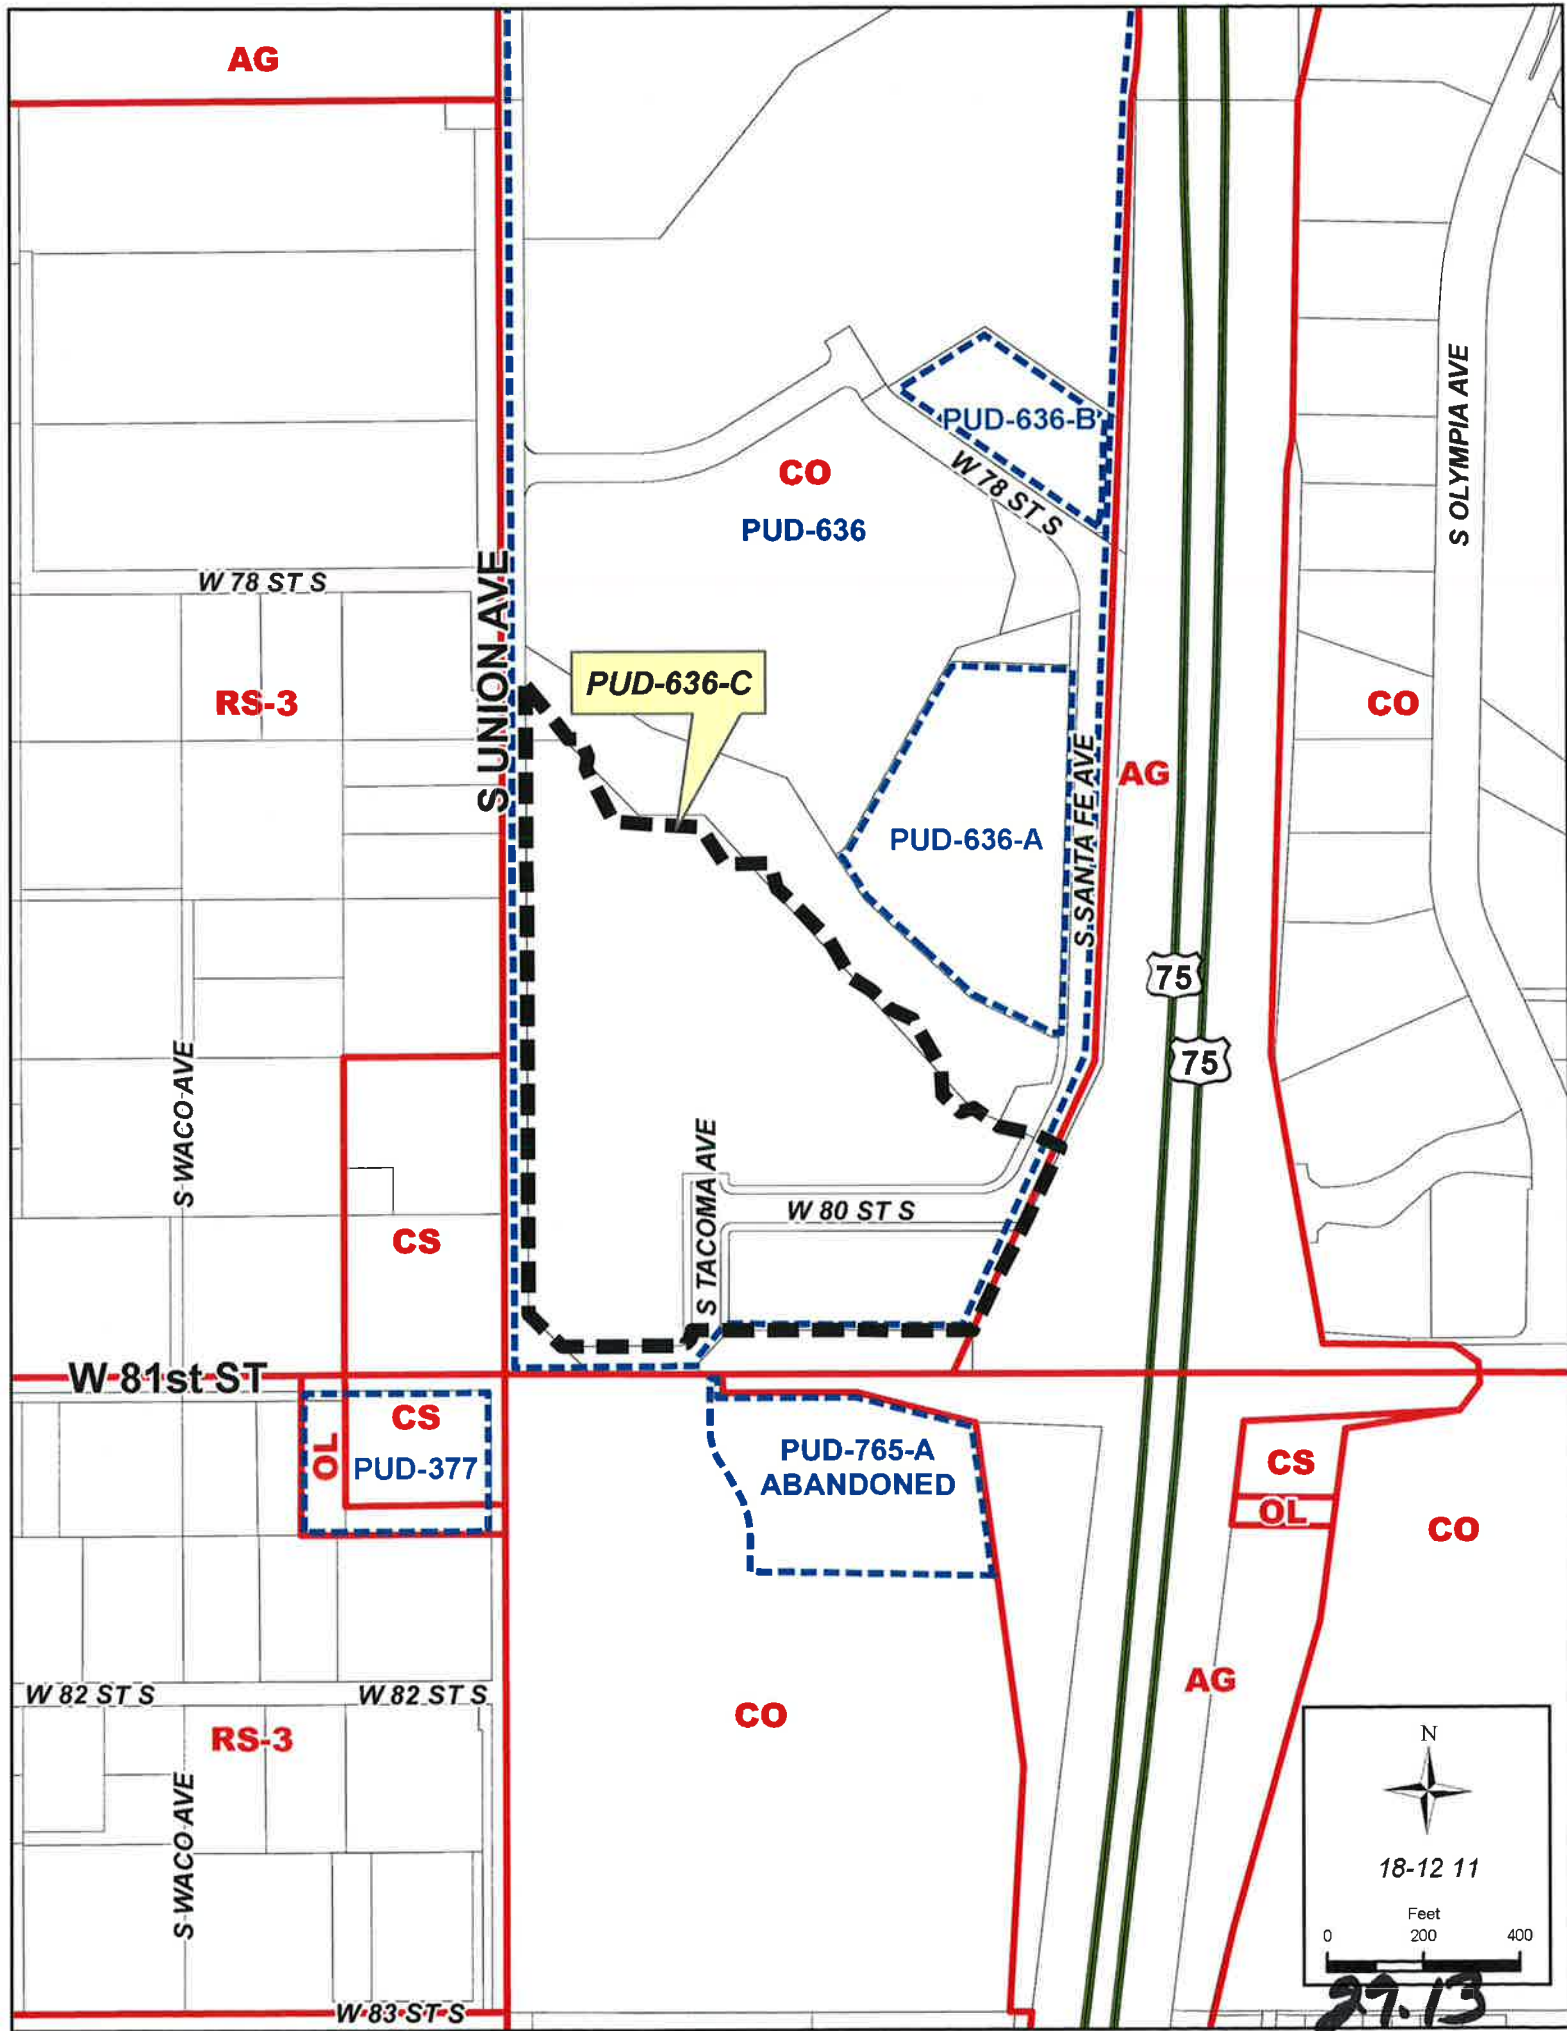 AG
PUD-636-B
CO
PUD-636
W 78 ST S
S OLYMPIA AVE
W 78 ST S
S UNION AVE
PUD-636-C
RS-3
CO
AG
S SANTA FE AVE
PUD-636-A
75
75
S WACO AVE
S TACOMA AVE
W 80 ST S
CS
W 81st ST
CS
OL
PUD-377
PUD-765-A
ABANDONED
CS
OL
CO
AG
W 82 ST S
W 82 ST S
CO
RS-3
S WACO AVE
N
18-12 11
Feet
0 200 400
27.13
W 83 ST S